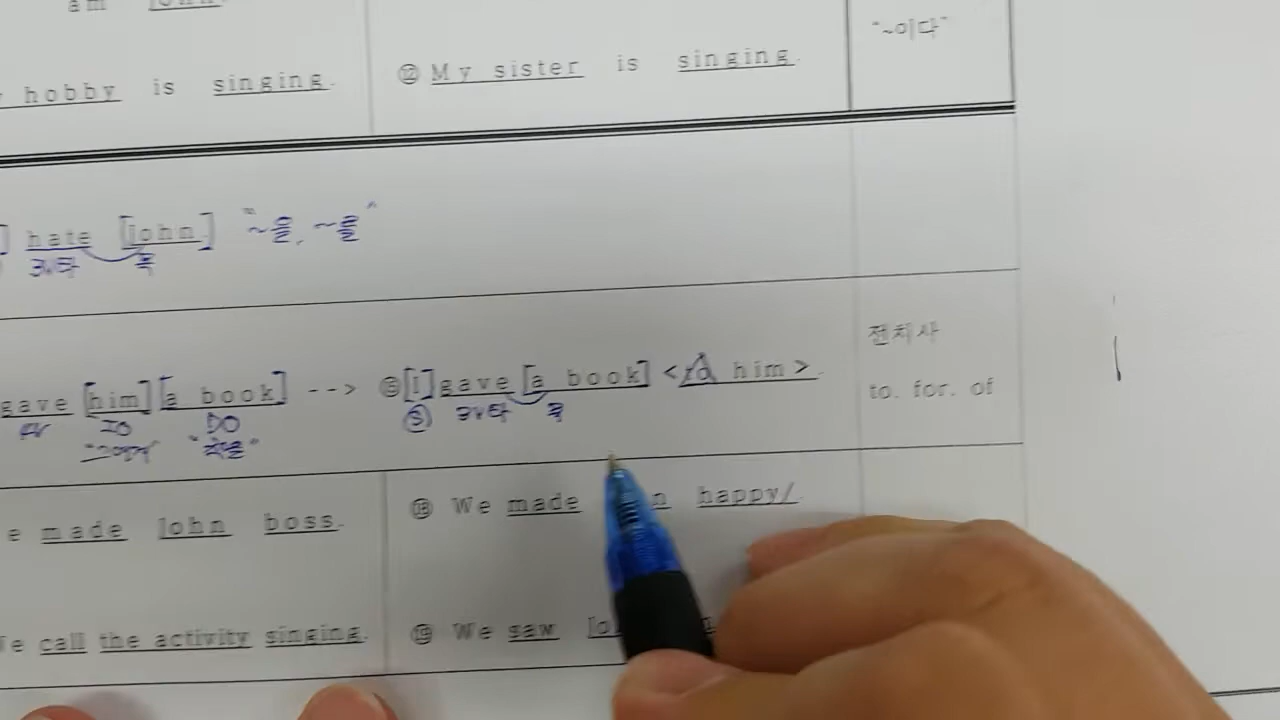 am John.
"~이다"
hobby is singing.
⑫ My sister is singing.
hate [John] "~을, ~를"
3V타 목
gave [him][a book] --> ⑮[I] gave [a book] <to him>
전치사
to. for. of
IO DO
Ⓢ 3V타 목
"에게" "책을"
made John boss.
⑱ We made happy/
call the activity singing.
⑲ We saw